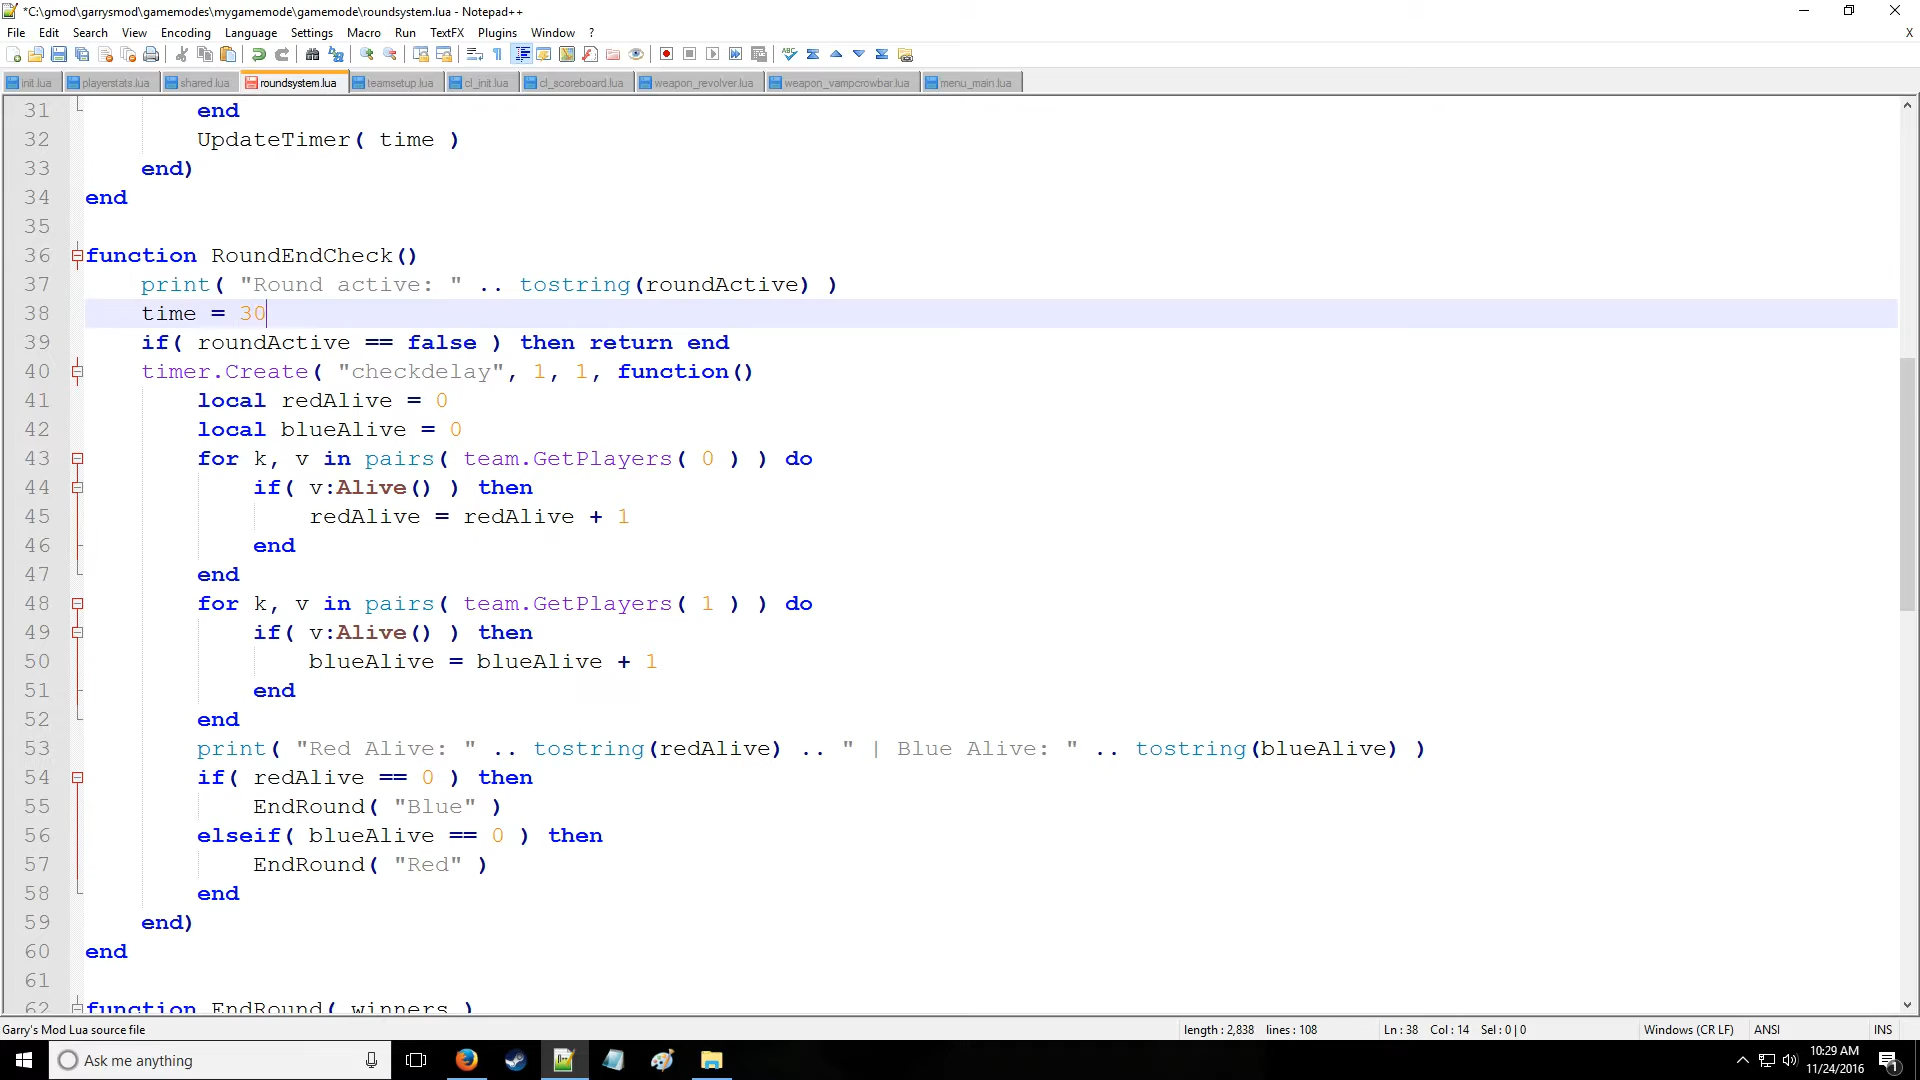 *C:\gmod\garrysmod\gamemodes\mygamemode\gamemode\roundsystem.lua - Notepad++
File Edit Search View Encoding Language Settings Macro Run TextFX Plugins Window ? X
init.lua playerstats.lua shared.lua roundsystem.lua teamsetup.lua cl_init.lua cl_scoreboard.lua weapon_revolver.lua weapon_vampcrowbar.lua menu_main.lua
31 end
32 UpdateTimer( time )
33 end)
34 end
35
36 function RoundEndCheck()
37 print( "Round active: " .. tostring(roundActive) )
38 time = 30
39 if( roundActive == false ) then return end
40 timer.Create( "checkdelay", 1, 1, function()
41 local redAlive = 0
42 local blueAlive = 0
43 for k, v in pairs( team.GetPlayers( 0 ) ) do
44 if( v:Alive() ) then
45 redAlive = redAlive + 1
46 end
47 end
48 for k, v in pairs( team.GetPlayers( 1 ) ) do
49 if( v:Alive() ) then
50 blueAlive = blueAlive + 1
51 end
52 end
53 print( "Red Alive: " .. tostring(redAlive) .. " | Blue Alive: " .. tostring(blueAlive) )
54 if( redAlive == 0 ) then
55 EndRound( "Blue" )
56 elseif( blueAlive == 0 ) then
57 EndRound( "Red" )
58 end
59 end)
60 end
61
62 function EndRound( winners )
Garry's Mod Lua source file length : 2,838 lines : 108 Ln : 38 Col : 14 Sel : 0 | 0 Windows (CR LF) ANSI INS
Ask me anything
10:29 AM
11/24/2016
1